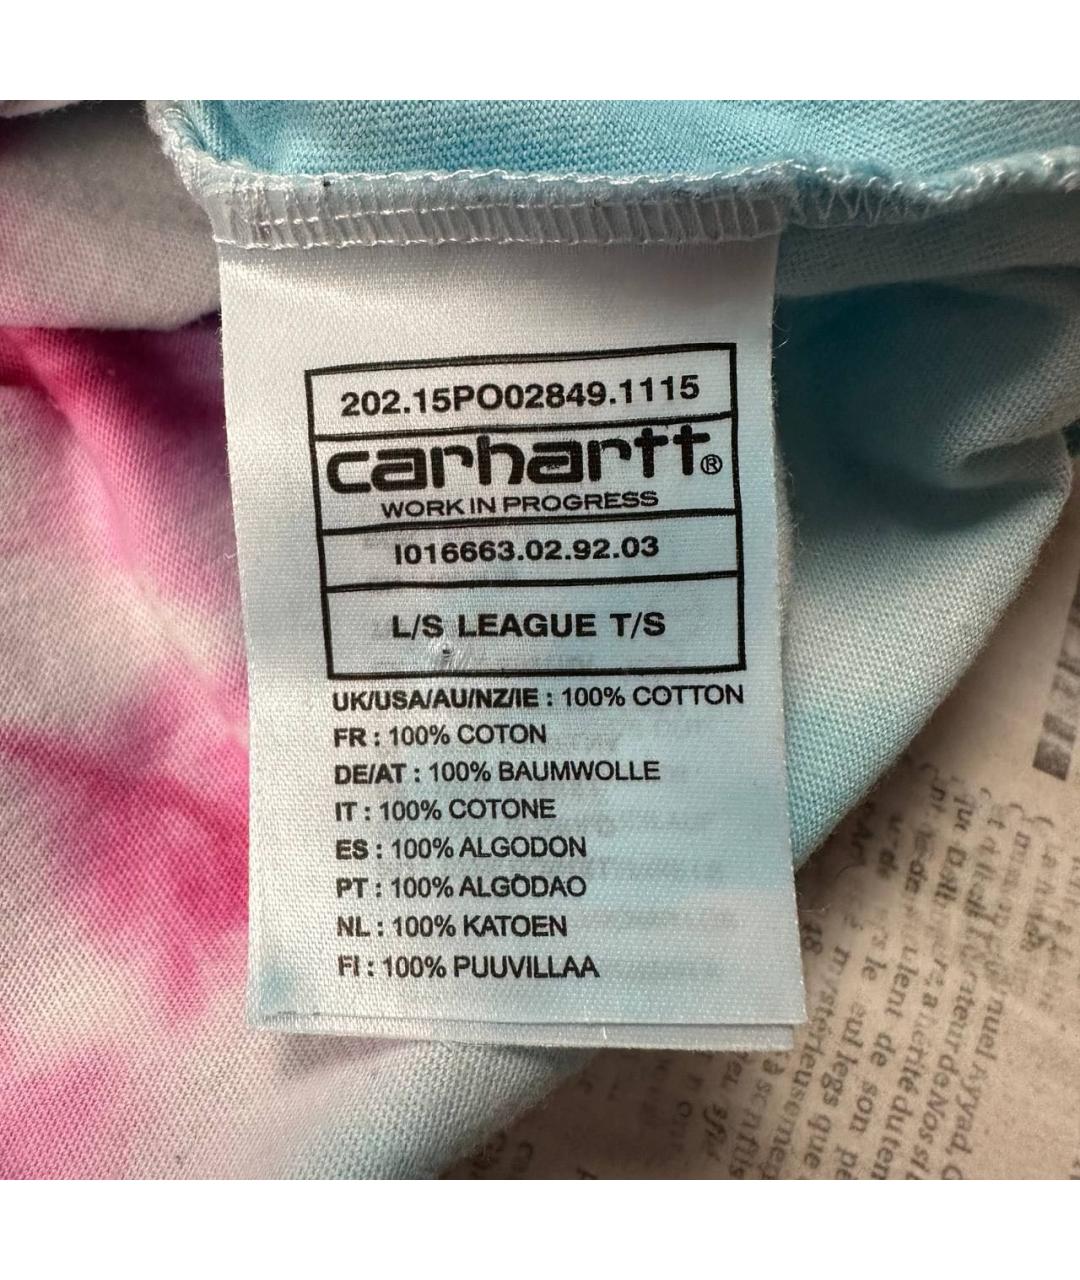 202.15PO02849.1115
carhartt®
WORK IN PROGRESS
I016663.02.92.03
L/S LEAGUE T/S
UK/USA/AU/NZ/IE : 100% COTTON
FR : 100% COTON
DE/AT : 100% BAUMWOLLE
IT : 100% COTONE
ES : 100% ALGODON
PT : 100% ALGODAO
NL : 100% KATOEN
FI : 100% PUUVILLAA